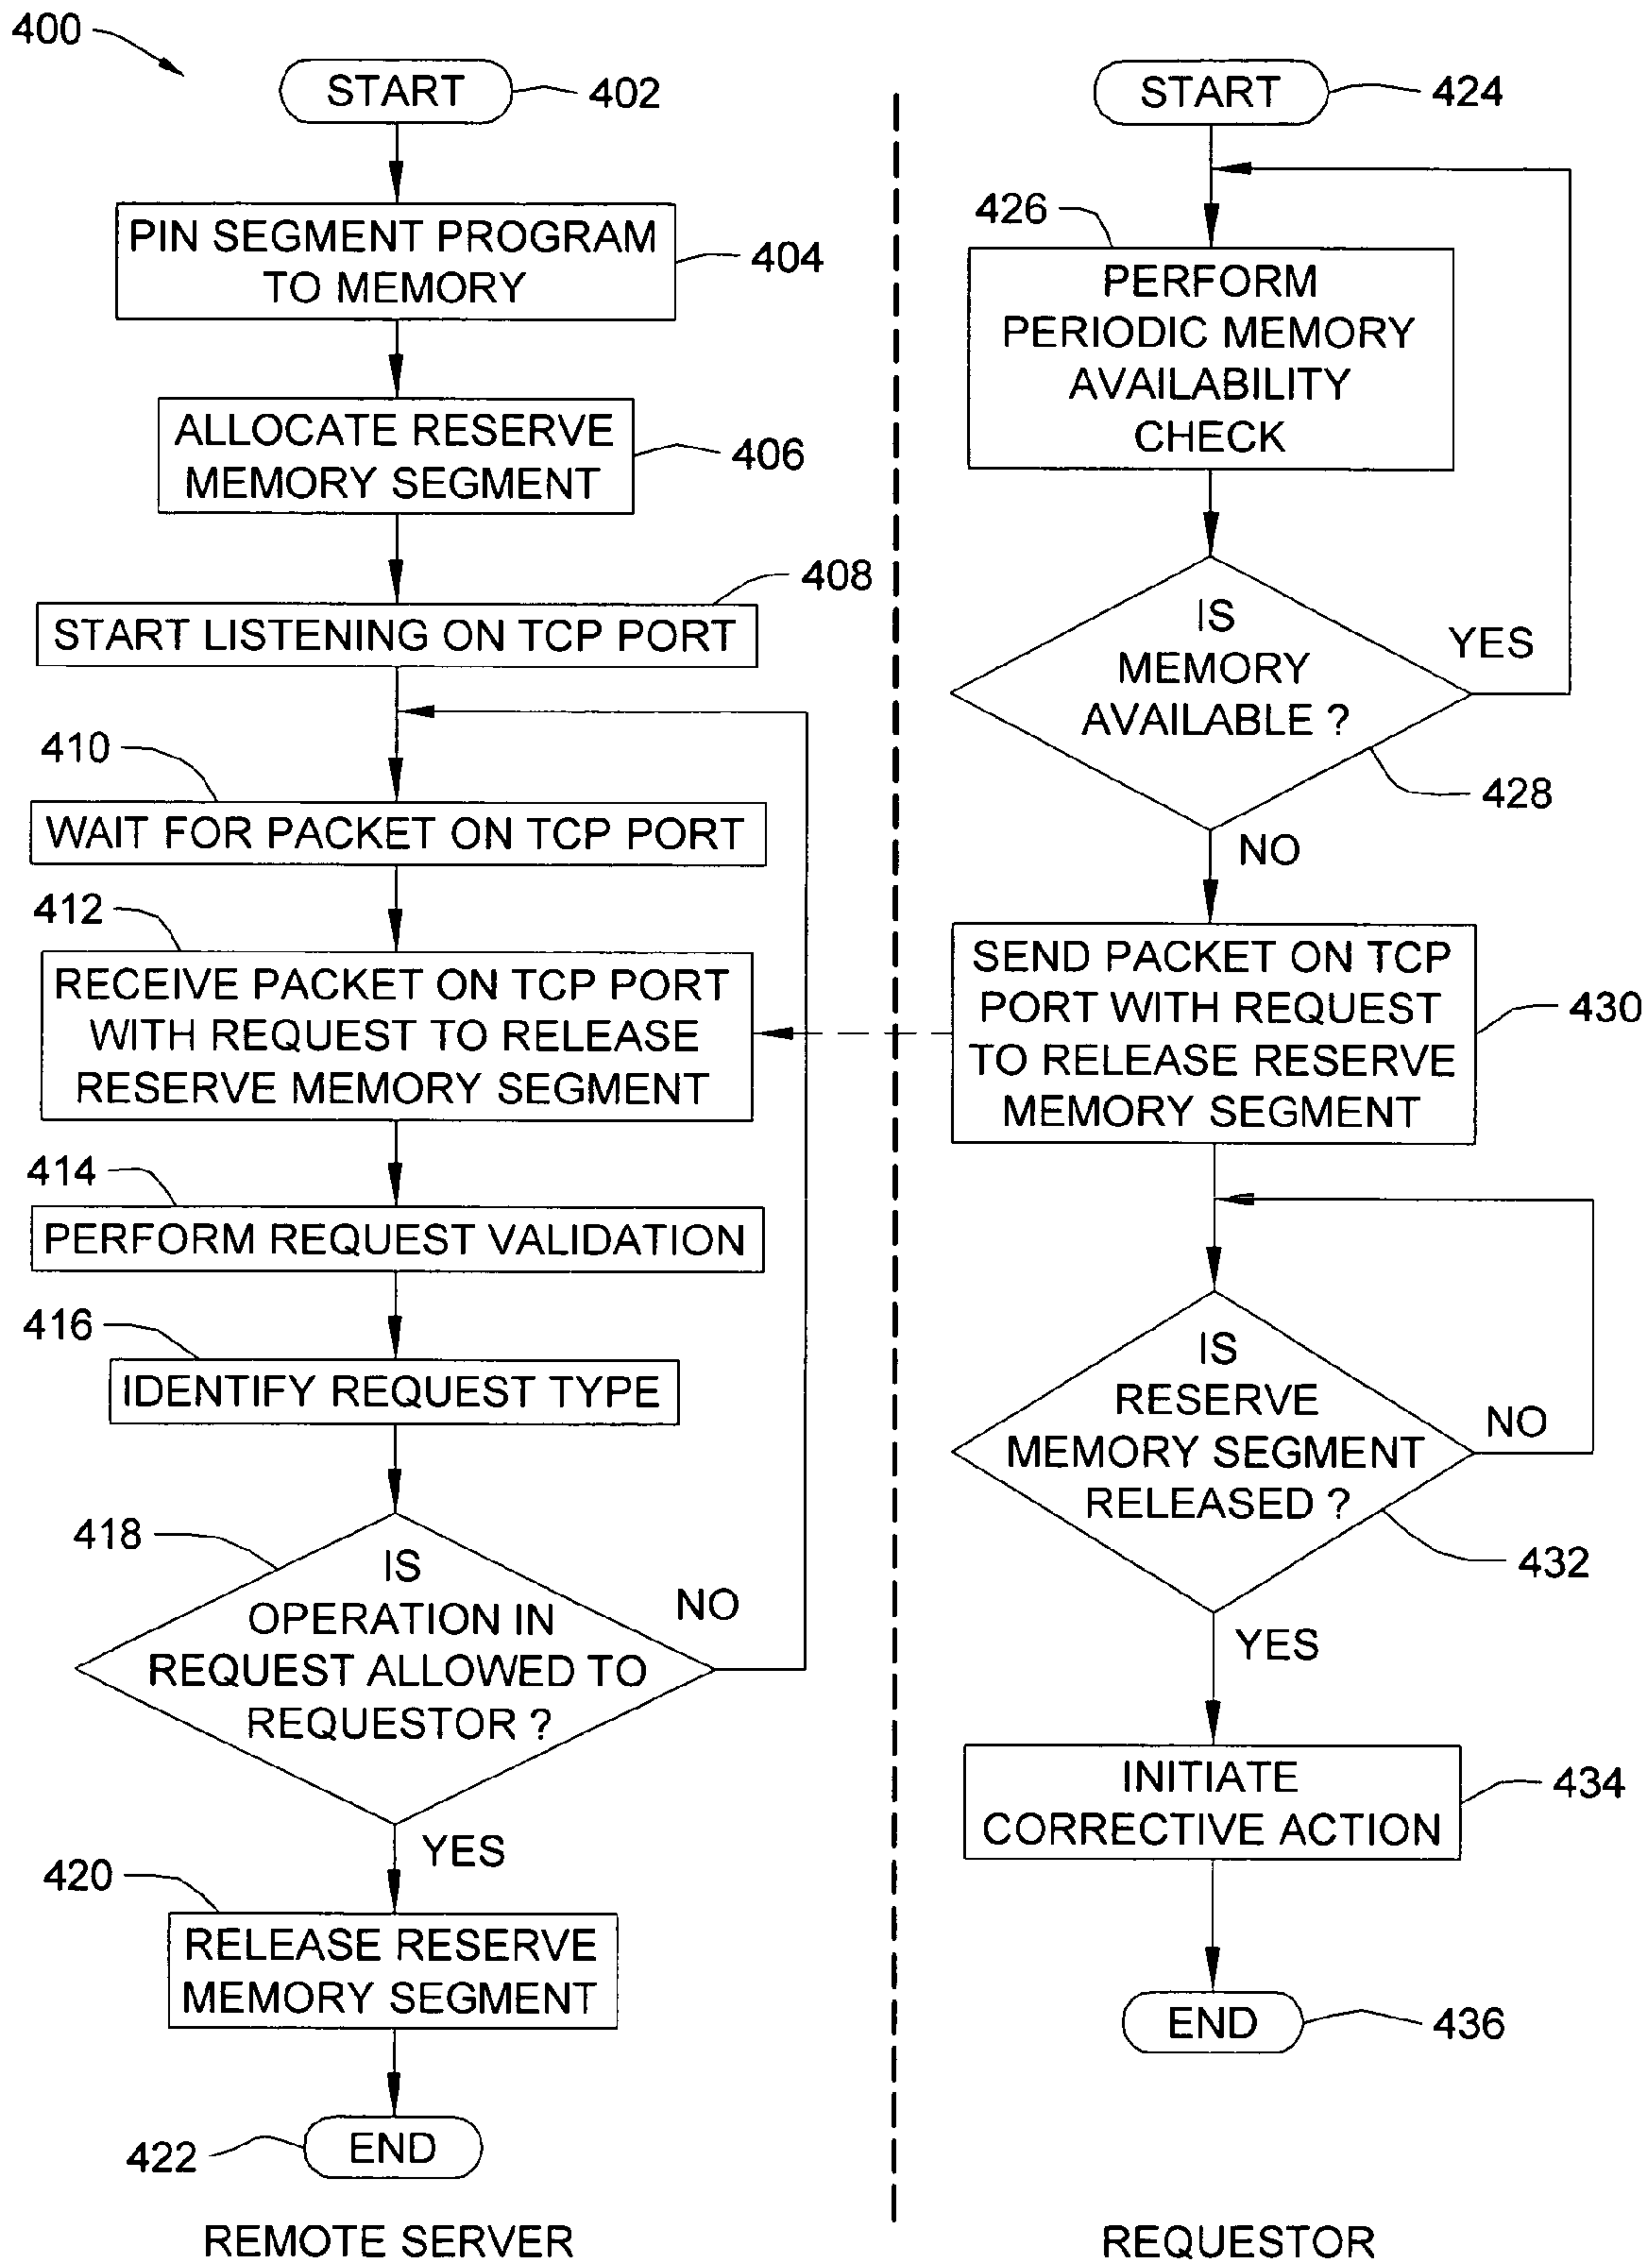 400
START
402
PIN SEGMENT PROGRAM
TO MEMORY
404
ALLOCATE RESERVE
MEMORY SEGMENT
406
408
START LISTENING ON TCP PORT
410
WAIT FOR PACKET ON TCP PORT
412
RECEIVE PACKET ON TCP PORT
WITH REQUEST TO RELEASE
RESERVE MEMORY SEGMENT
414
PERFORM REQUEST VALIDATION
416
IDENTIFY REQUEST TYPE
418
IS
OPERATION IN
REQUEST ALLOWED TO
REQUESTOR ?
NO
YES
420
RELEASE RESERVE
MEMORY SEGMENT
422
END
REMOTE SERVER
START
424
426
PERFORM
PERIODIC MEMORY
AVAILABILITY
CHECK
IS
MEMORY
AVAILABLE ?
YES
428
NO
SEND PACKET ON TCP
PORT WITH REQUEST
TO RELEASE RESERVE
MEMORY SEGMENT
430
IS
RESERVE
MEMORY SEGMENT
RELEASED ?
NO
432
YES
INITIATE
CORRECTIVE ACTION
434
END
436
REQUESTOR